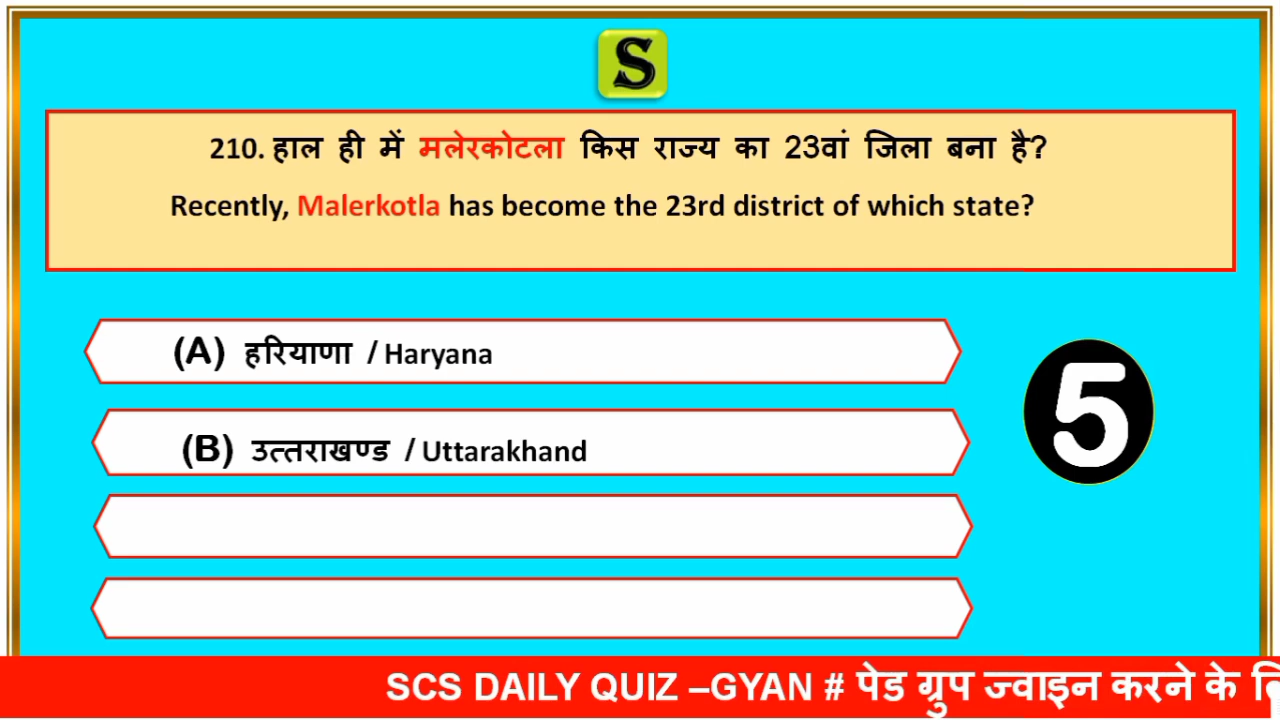 S
210. हाल ही में मलेरकोटला किस राज्य का 23वां जिला बना है?
Recently, Malerkotla has become the 23rd district of which state?
(A) हरियाणा / Haryana
(B) उत्तराखण्ड / Uttarakhand
5
SCS DAILY QUIZ –GYAN # पेड ग्रुप ज्वाइन करने के